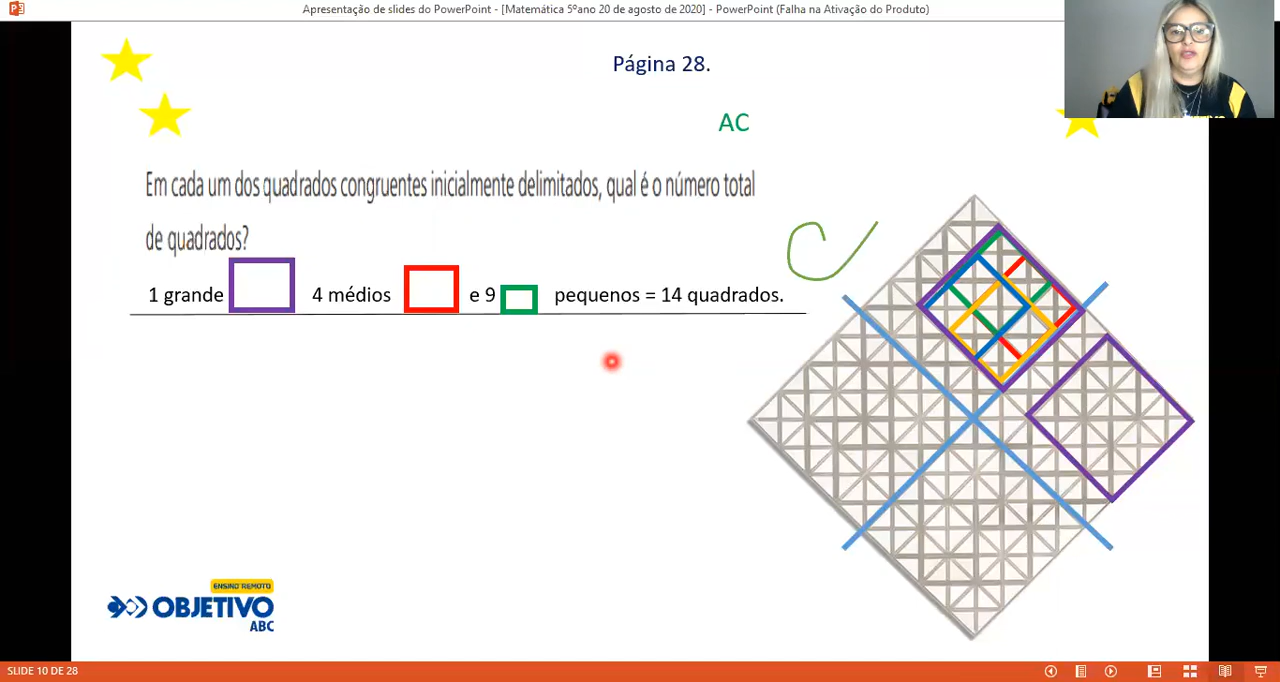 Apresentação de slides do PowerPoint - [Matemática 5ºano 20 de agosto de 2020] - PowerPoint (Falha na Ativação do Produto)
Página 28.
AC
Em cada um dos quadrados congruentes inicialmente delimitados, qual é o número total
de quadrados?
1 grande 4 médios e 9 pequenos = 14 quadrados.
ENSINO REMOTO
OBJETIVO
ABC
SLIDE 10 DE 28